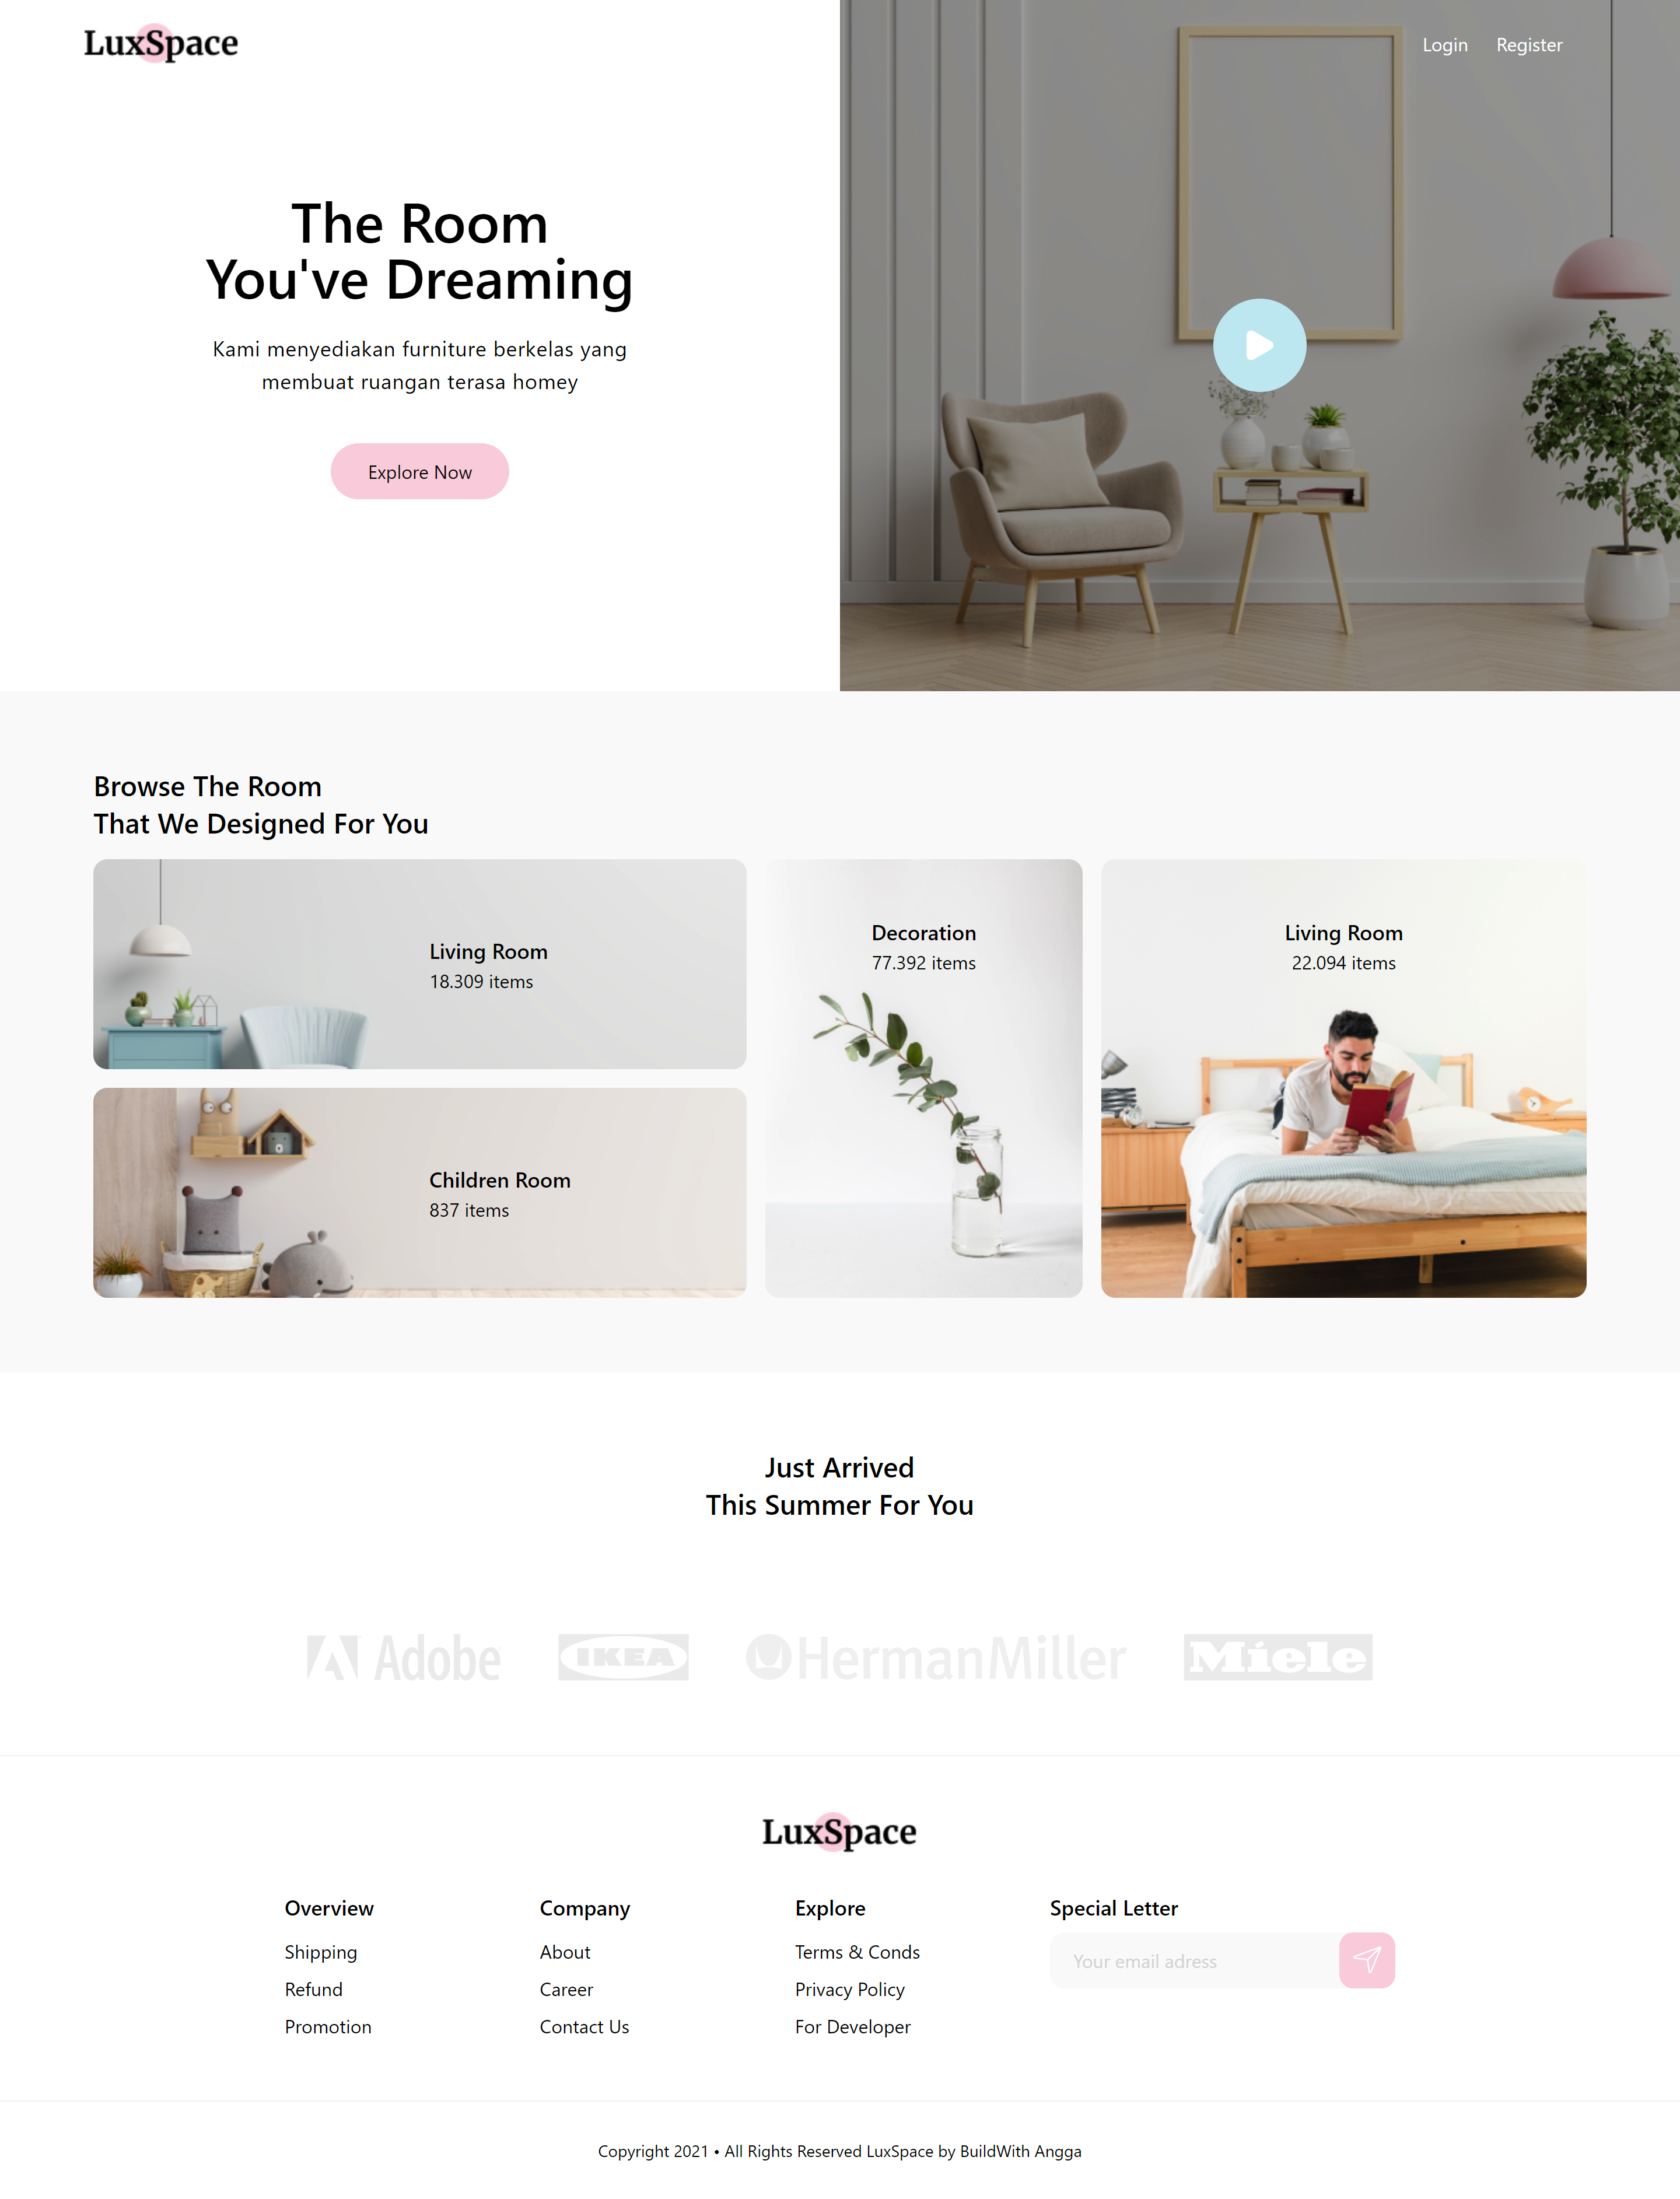 LuxSpace
Login Register
The Room
You've Dreaming
Kami menyediakan furniture berkelas yang
membuat ruangan terasa homey
Explore Now
Browse The Room
That We Designed For You
Living Room
18.309 items
Children Room
837 items
Decoration
77.392 items
Living Room
22.094 items
Just Arrived
This Summer For You
Adobe
IKEA
HermanMiller
Miele
LuxSpace
Overview
Shipping
Refund
Promotion
Company
About
Career
Contact Us
Explore
Terms & Conds
Privacy Policy
For Developer
Special Letter
Your email adress
Copyright 2021 • All Rights Reserved LuxSpace by BuildWith Angga